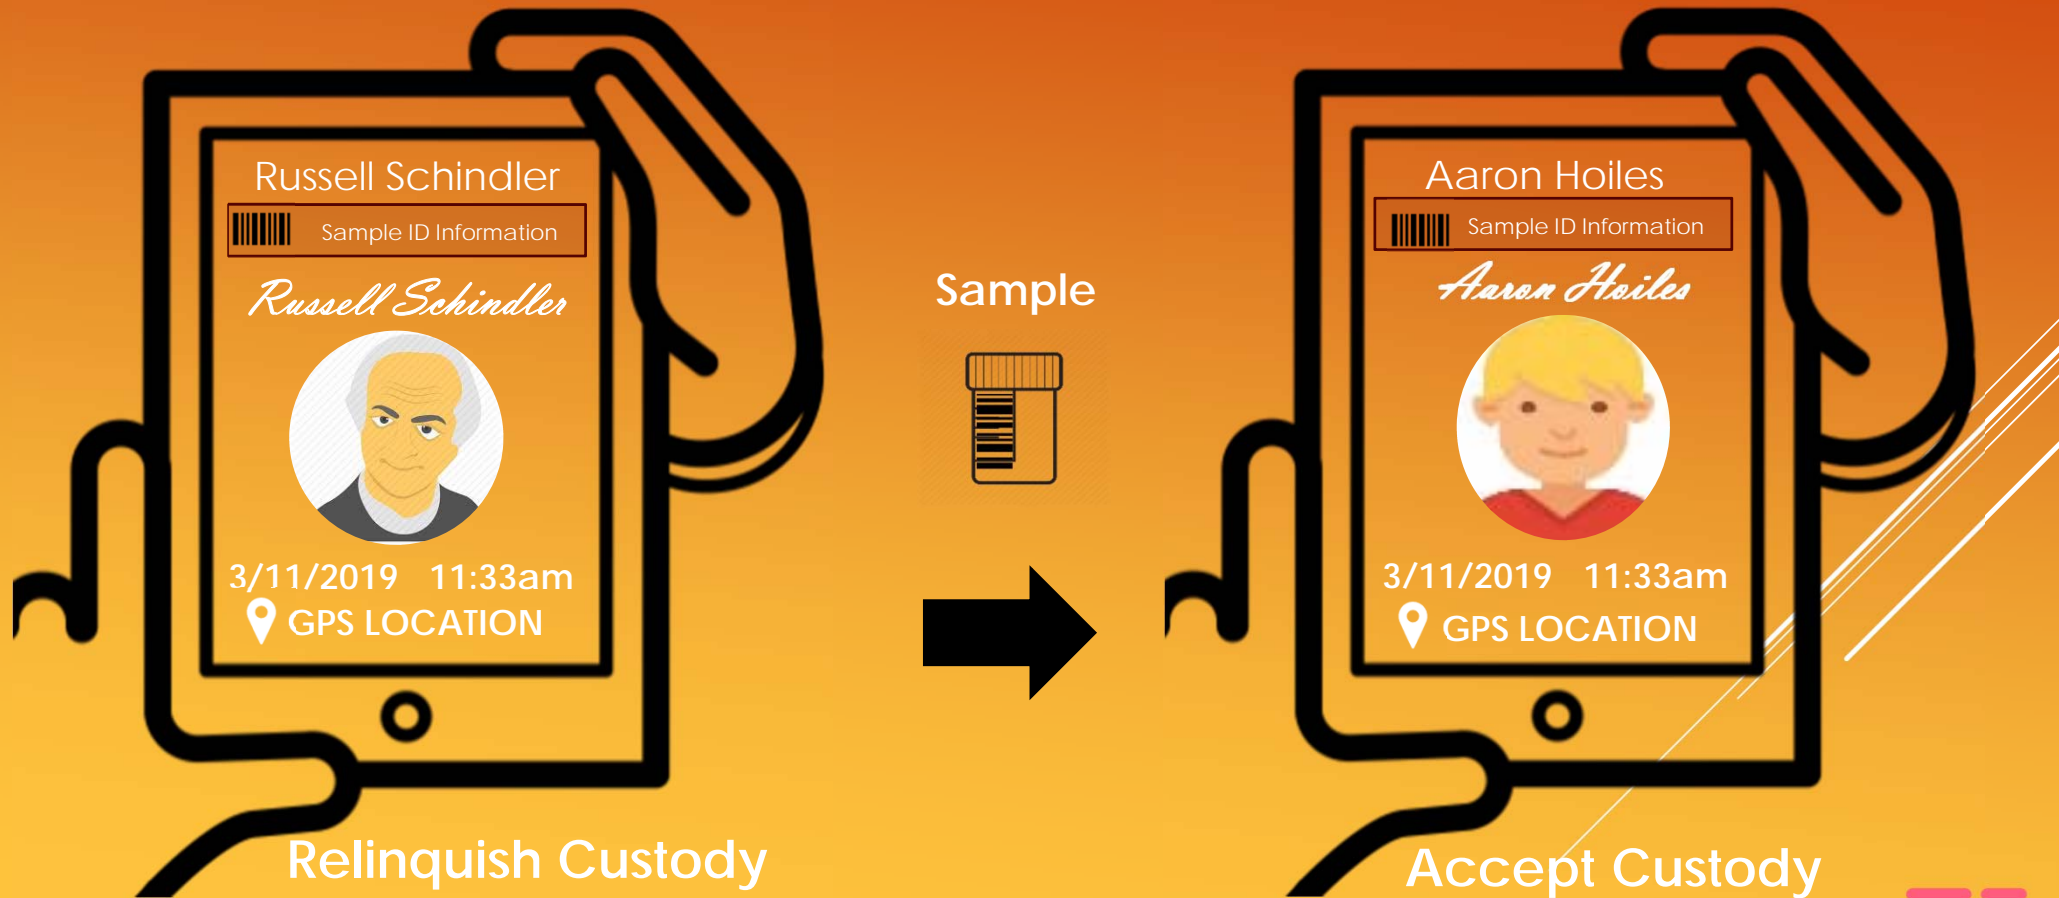 Russell Schindler
Sample ID Information
Russell Schindler
3/11/2019 11:33am
GPS LOCATION
Relinquish Custody
Sample
Aaron Hoiles
Sample ID Information
Aaron Hoiles
3/11/2019 11:33am
GPS LOCATION
Accept Custody